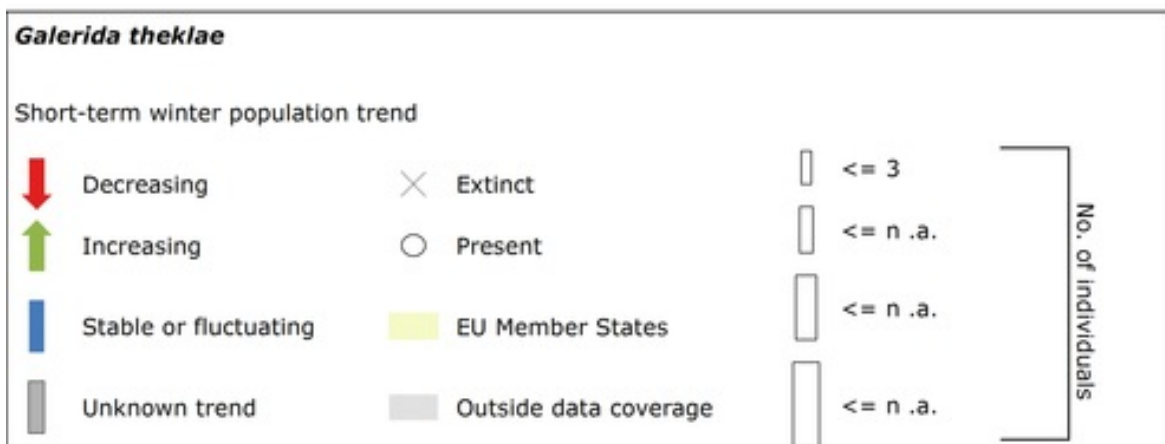 Galerida theklae
Short-term winter population trend
Decreasing
Extinct
<= 3
Increasing
Present
<= n .a.
Stable or fluctuating
EU Member States
<= n .a.
Unknown trend
Outside data coverage
<= n .a.
No. of individuals